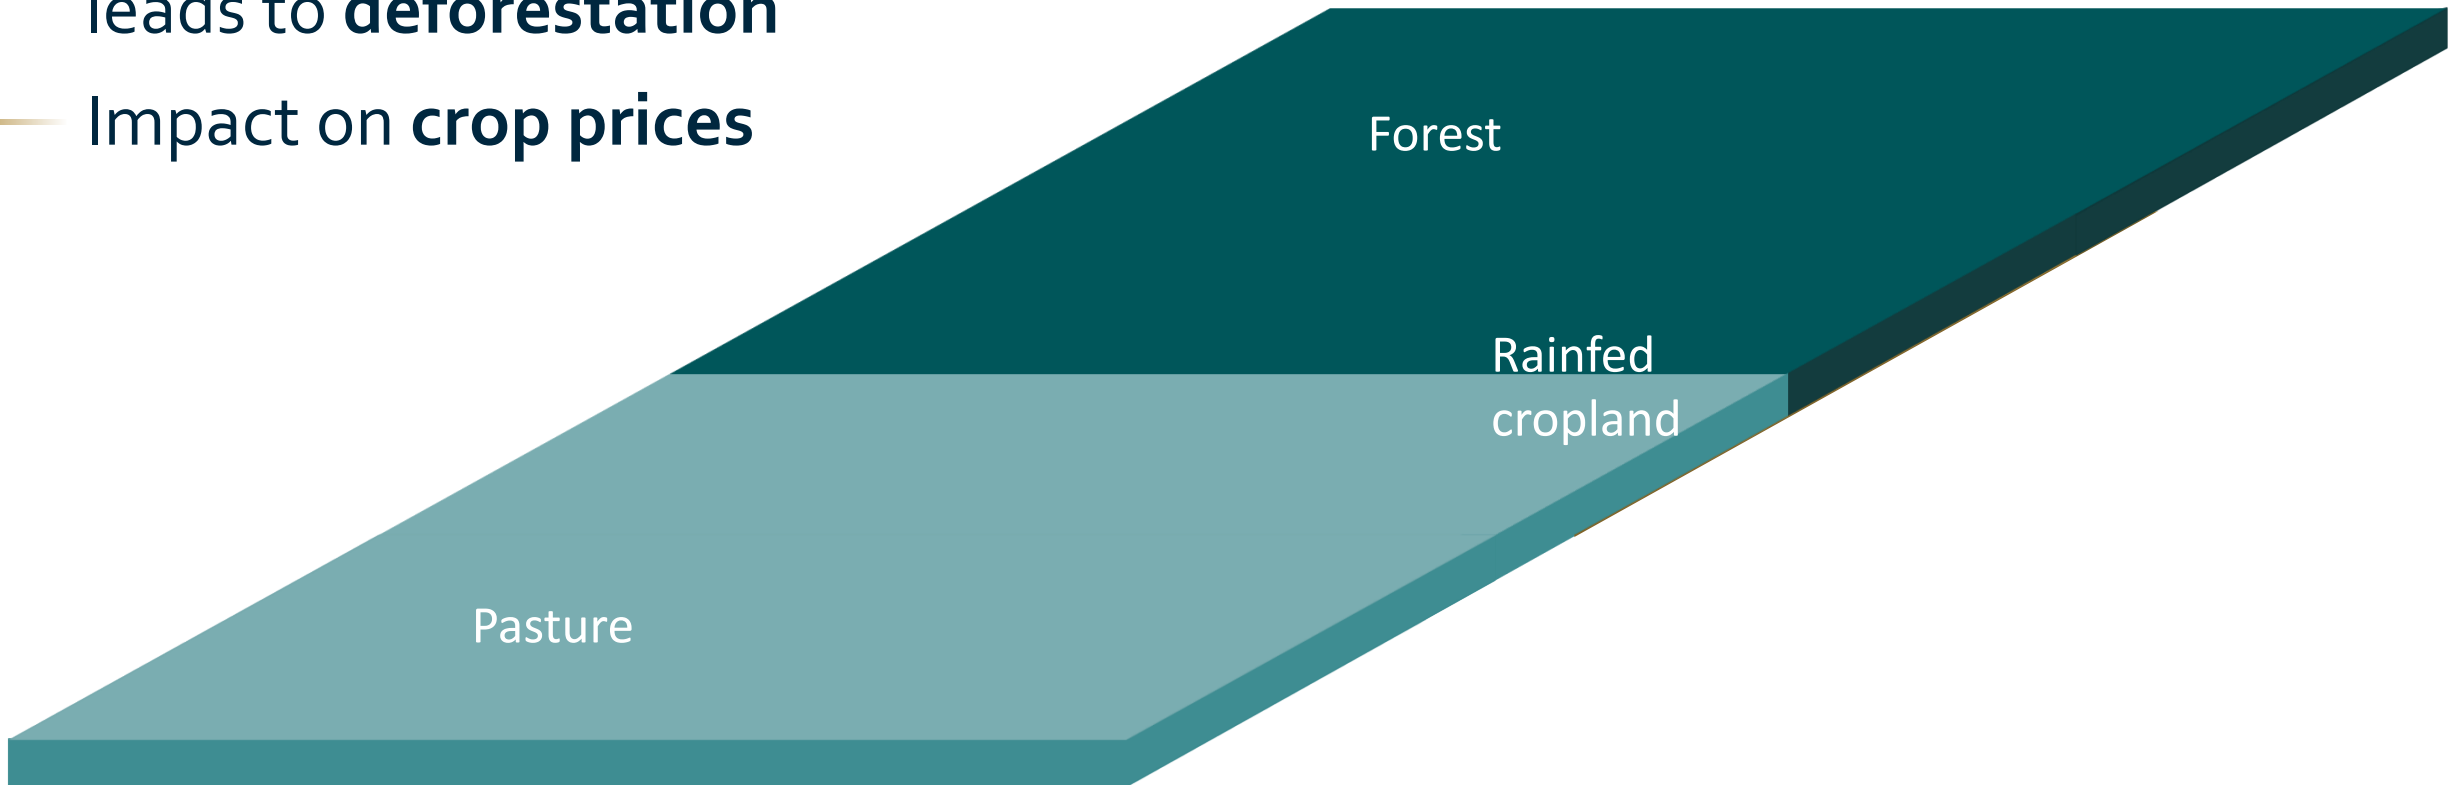 leads to deforestation
Impact on crop prices
Forest
Rainfed
cropland
Pasture